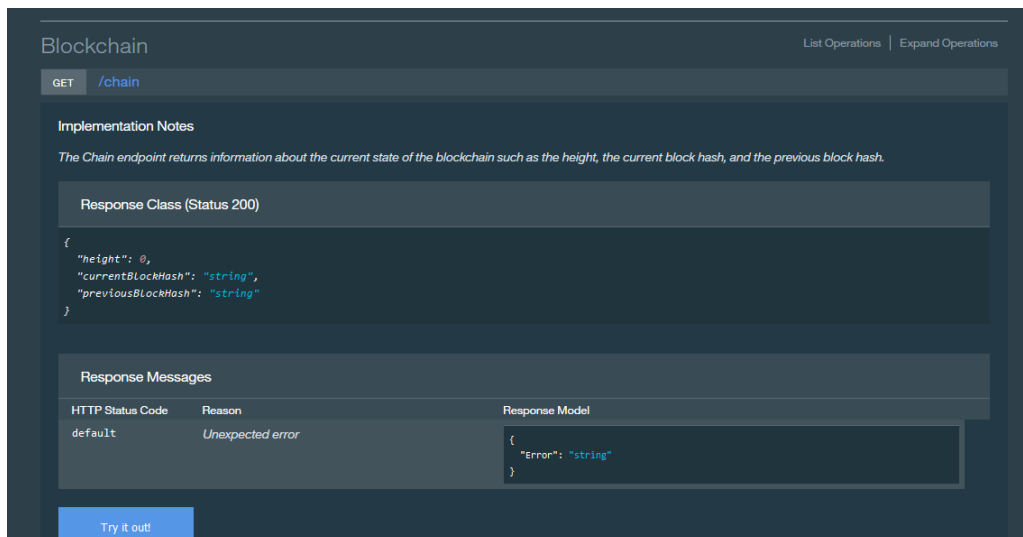 Blockchain
List Operations | Expand Operations
GET /chain
Implementation Notes
The Chain endpoint returns information about the current state of the blockchain such as the height, the current block hash, and the previous block hash.
Response Class (Status 200)
{
"height": 0,
"currentBlockHash": "string",
"previousBlockHash": "string"
}
Response Messages
HTTP Status Code Reason Response Model
default Unexpected error {
"Error": "string"
}
Try it out!